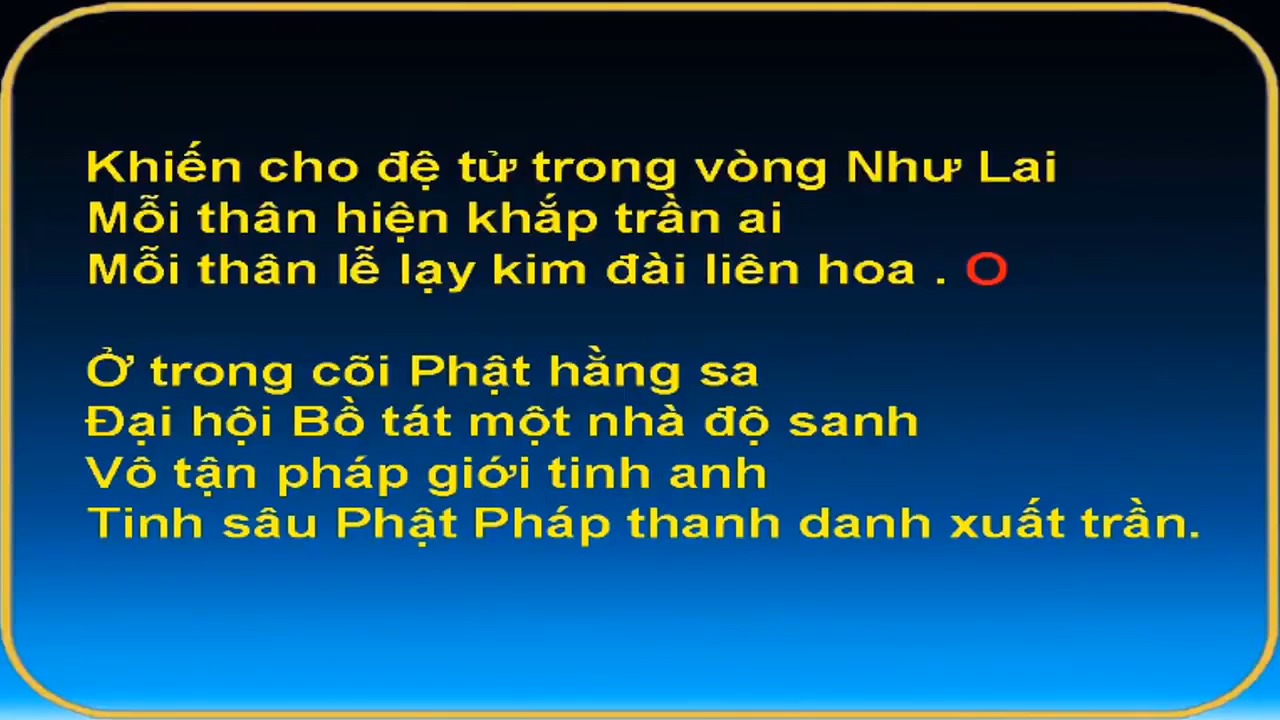 Khiến cho đệ tử trong vòng Như Lai
Mỗi thân hiện khắp trần ai
Mỗi thân lễ lạy kim đài liên hoa . O
Ở trong cõi Phật hằng sa
Đại hội Bồ tát một nhà độ sanh
Vô tận pháp giới tinh anh
Tinh sâu Phật Pháp thanh danh xuất trần.